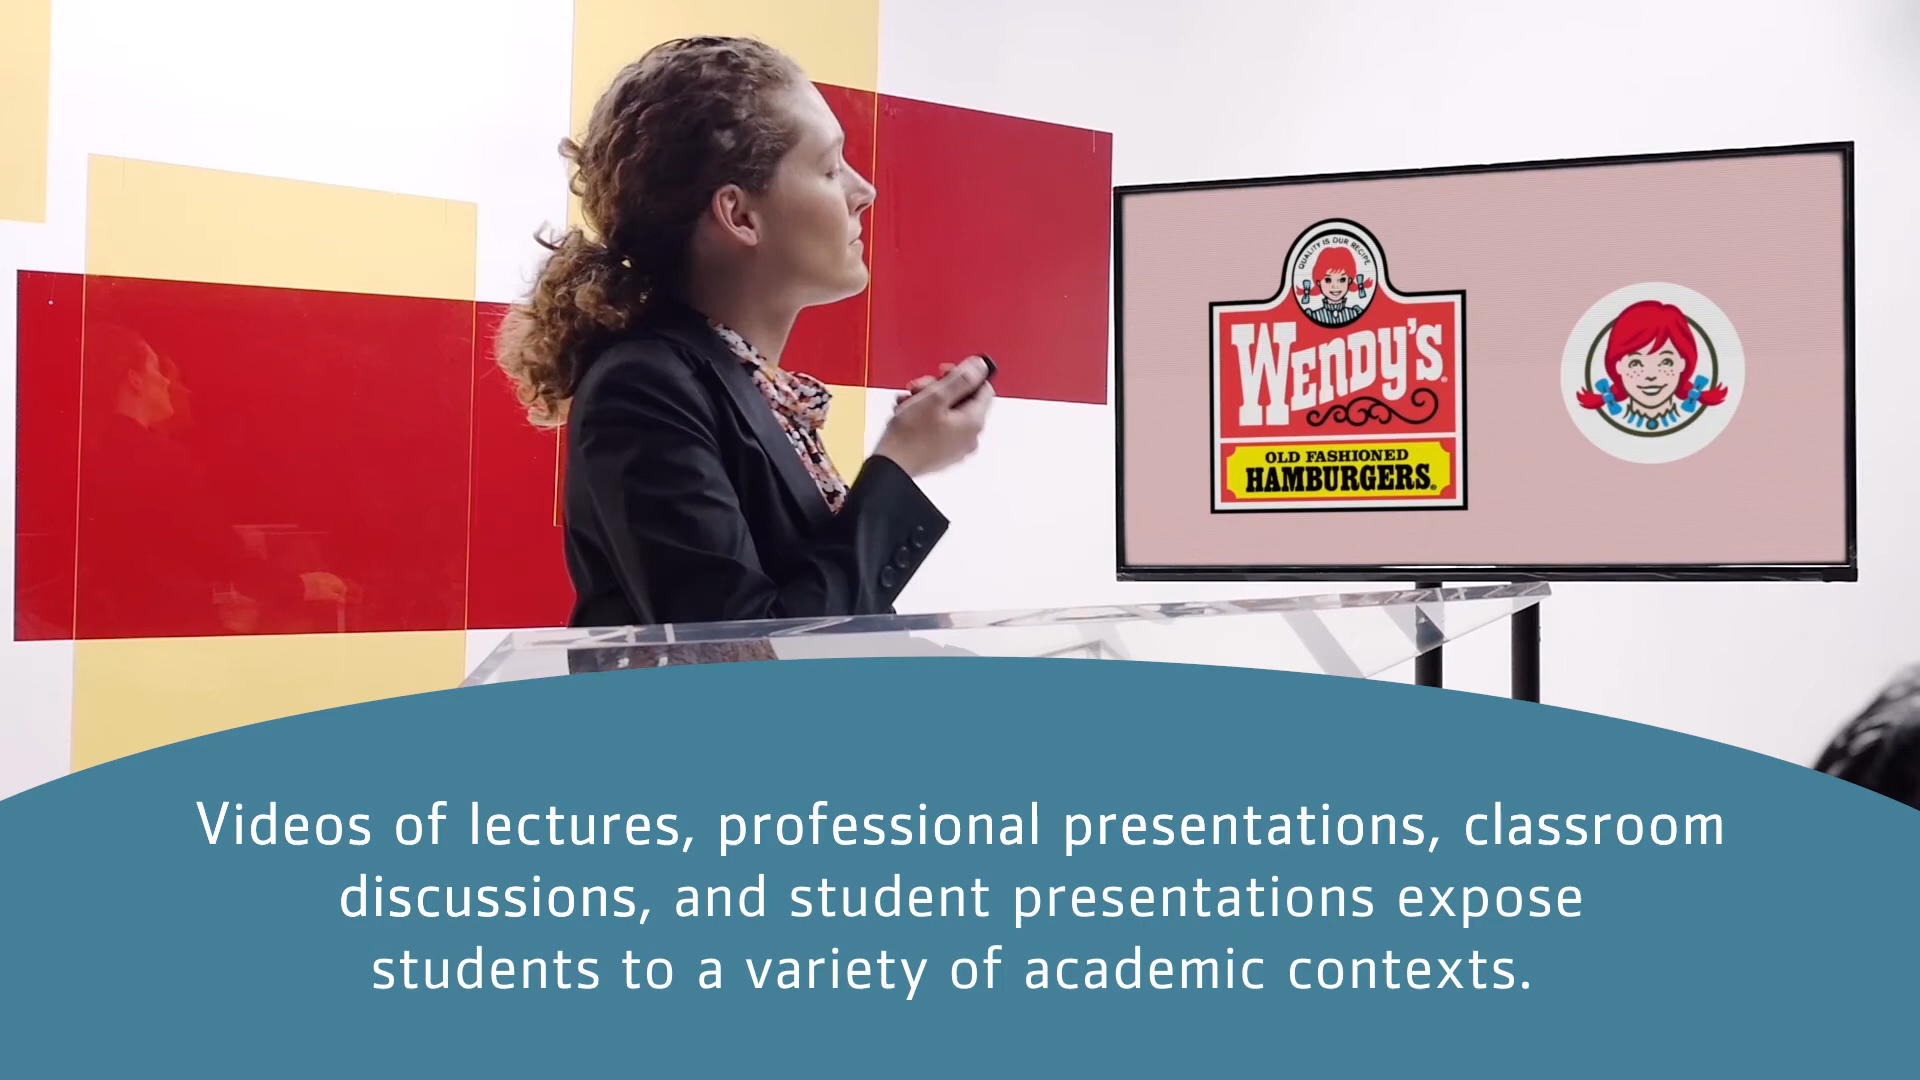 QUALITY IS OUR RECIPE
WENDY'S®
OLD FASHIONED
HAMBURGERS®
Videos of lectures, professional presentations, classroom
discussions, and student presentations expose
students to a variety of academic contexts.